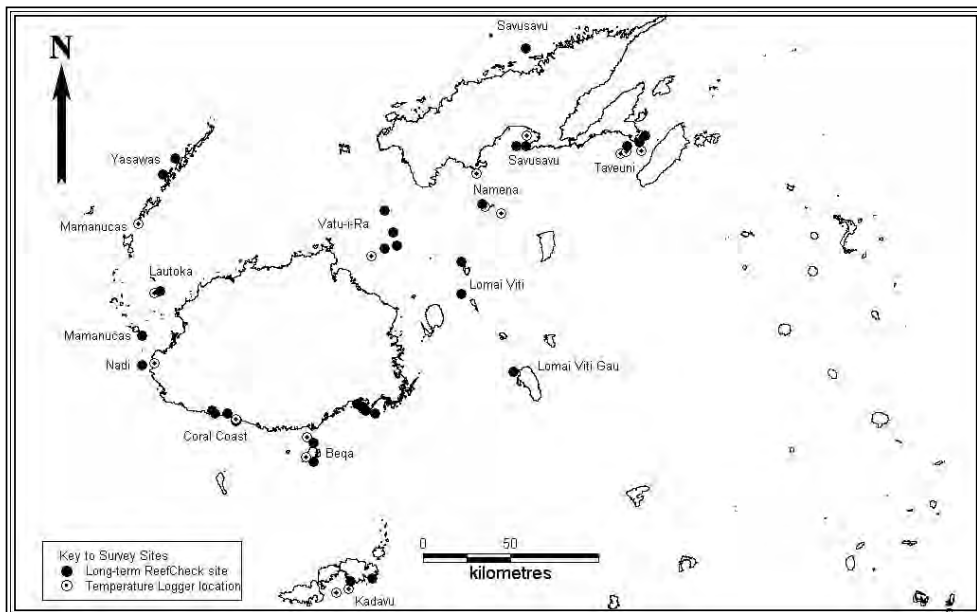 Savusavu
N
Yasawas
Savusavu
Taveuni
Namena
Mamanucas
Vatu-i-Ra
Lautoka
Lomai Viti
Mamanucas
Nadi
Lomai Viti Gau
Coral Coast
Beqa
Key to Survey Sites
Long-term ReefCheck site
Temperature Logger location
0 50
kilometres
Kadavu